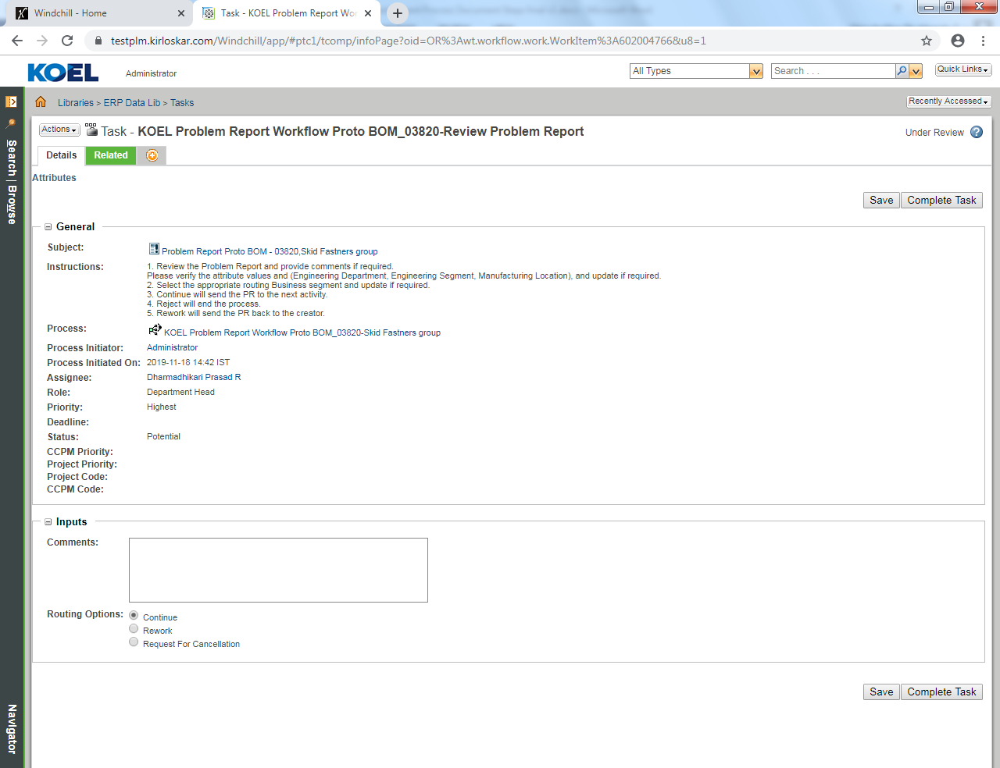 Windchill - Home
Task - KOEL Problem Report Wor
testplm.kirloskar.com/Windchill/app/#ptc1/tcomp/infoPage?oid=OR%3Awt.workflow.work.WorkItem%3A602004766&u8=1
KOEL
Administrator
All Types
Search . . .
Quick Links
Libraries > ERP Data Lib > Tasks
Recently Accessed
Actions
Task - KOEL Problem Report Workflow Proto BOM_03820-Review Problem Report
Under Review
Details
Related
Search | Browse
Attributes
Save
Complete Task
General
Subject:
Problem Report Proto BOM - 03820,Skid Fastners group
Instructions:
1. Review the Problem Report and provide comments if required.
Please verify the attribute values and (Engineering Department, Engineering Segment, Manufacturing Location), and update if required.
2. Select the appropriate routing Business segment and update if required.
3. Continue will send the PR to the next activity.
4. Reject will end the process.
5. Rework will send the PR back to the creator.
Process:
KOEL Problem Report Workflow Proto BOM_03820-Skid Fastners group
Process Initiator:
Administrator
Process Initiated On:
2019-11-18 14:42 IST
Assignee:
Dharmadhikari Prasad R
Role:
Department Head
Priority:
Highest
Deadline:
Status:
Potential
CCPM Priority:
Project Priority:
Project Code:
CCPM Code:
Inputs
Comments:
Routing Options:
Continue
Rework
Request For Cancellation
Save
Complete Task
Navigator